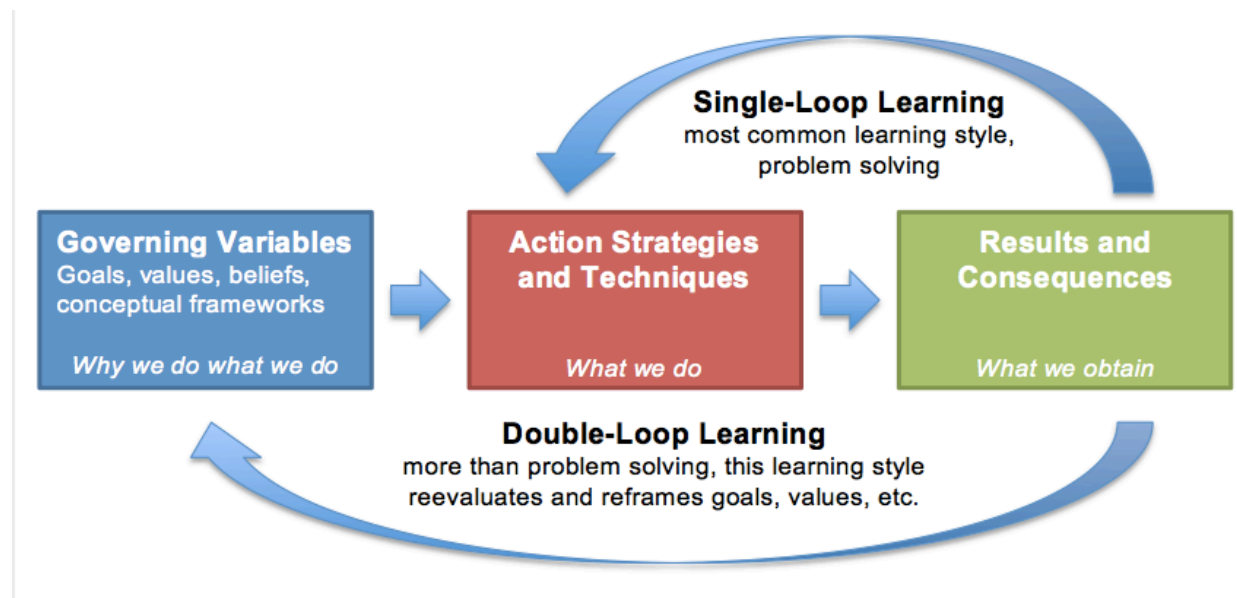 Single-Loop Learning
most common learning style,
problem solving
Governing Variables
Goals, values, beliefs,
conceptual frameworks
Why we do what we do
Action Strategies
and Techniques
What we do
Results and
Consequences
What we obtain
Double-Loop Learning
more than problem solving, this learning style
reevaluates and reframes goals, values, etc.